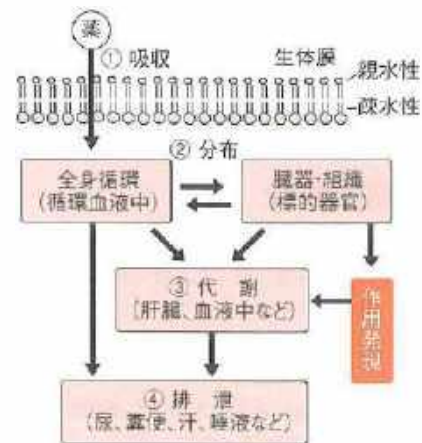 薬
① 吸収
生体膜
親水性
疎水性
② 分布
全身循環
(循環血液中)
臓器・組織
(標的器官)
③ 代謝
(肝臓、血液中など)
作用発現
④ 排泄
(尿、糞便、汗、唾液など)